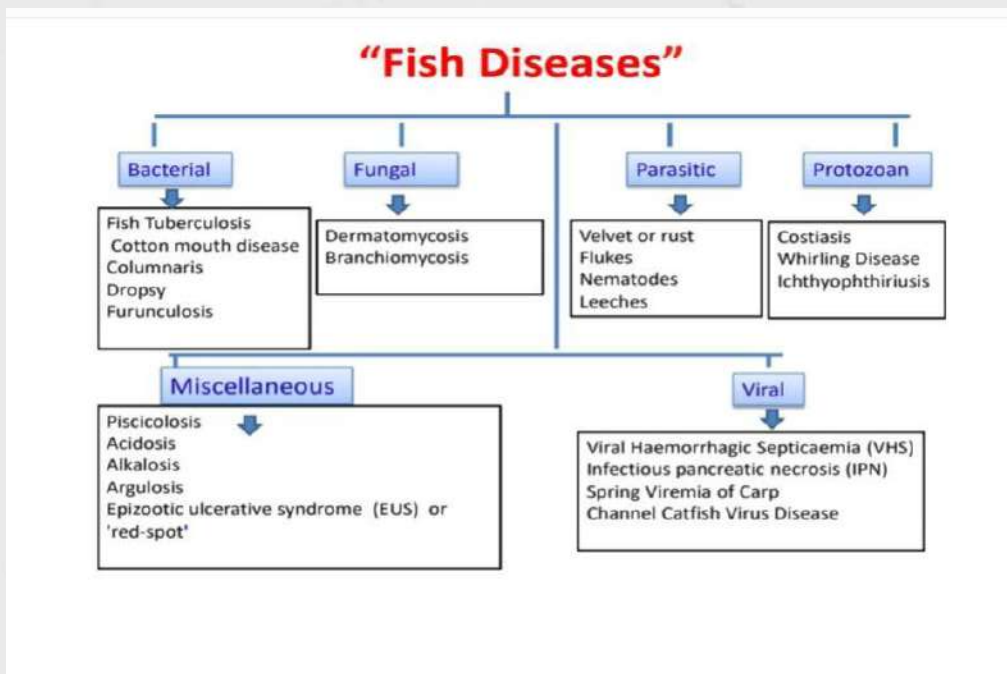 “Fish Diseases”
Bacterial
Fish Tuberculosis
Cotton mouth disease
Columnaris
Dropsy
Furunculosis
Fungal
Dermatomycosis
Branchiomycosis
Parasitic
Velvet or rust
Flukes
Nematodes
Leeches
Protozoan
Costiasis
Whirling Disease
Ichthyophthiriusis
Miscellaneous
Piscicolosis
Acidosis
Alkalosis
Argulosis
Epizootic ulcerative syndrome (EUS) or
'red-spot'
Viral
Viral Haemorrhagic Septicaemia (VHS)
Infectious pancreatic necrosis (IPN)
Spring Viremia of Carp
Channel Catfish Virus Disease